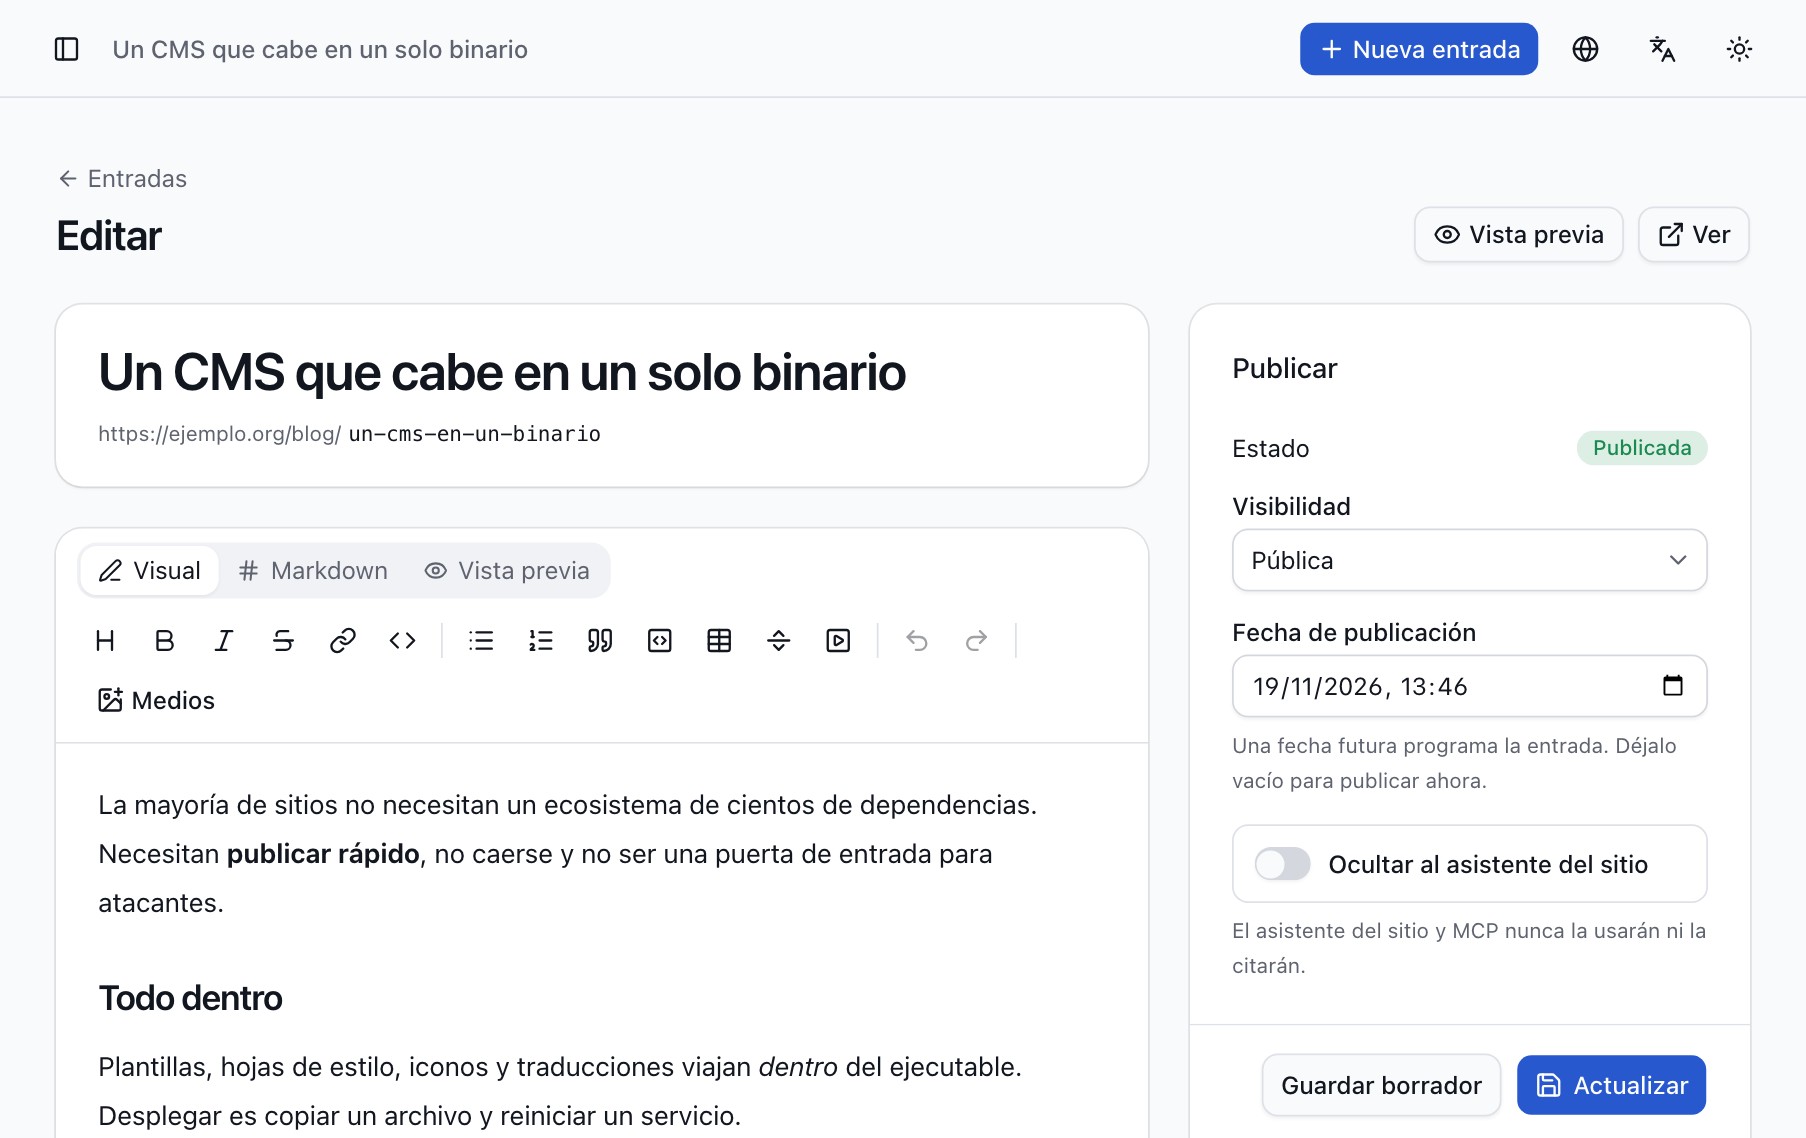 Un CMS que cabe en un solo binario
Nueva entrada
Entradas
Editar
Vista previa
Ver
Un CMS que cabe en un solo binario
https://ejemplo.org/blog/ un-cms-en-un-binario
Visual
Markdown
Vista previa
Medios
La mayoría de sitios no necesitan un ecosistema de cientos de dependencias.
Necesitan publicar rápido, no caerse y no ser una puerta de entrada para
atacantes.
Todo dentro
Plantillas, hojas de estilo, iconos y traducciones viajan dentro del ejecutable.
Desplegar es copiar un archivo y reiniciar un servicio.
Publicar
Estado
Publicada
Visibilidad
Pública
Fecha de publicación
19/11/2026, 13:46
Una fecha futura programa la entrada. Déjalo
vacío para publicar ahora.
Ocultar al asistente del sitio
El asistente del sitio y MCP nunca la usarán ni la
citarán.
Guardar borrador
Actualizar